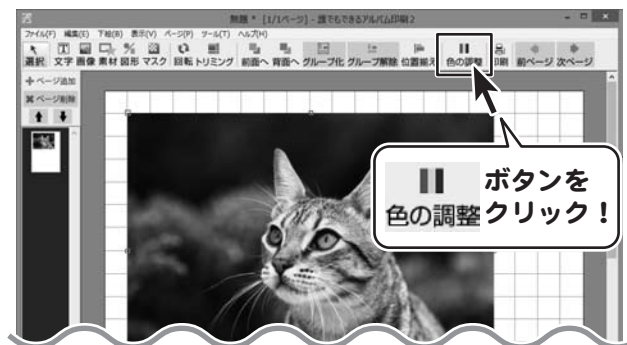 無題 * [1/1ページ] - 誰でもできるアルバム印刷2
ファイル(F) 編集(E) 下絵(B) 表示(V) ページ(P) ツール(T) ヘルプ(H)
選択 文字 画像 素材 図形 マスク 回転 トリミング 前面へ 背面へ グループ化 グループ解除 位置揃え 色の調整 印刷 前ページ 次ページ
ページ追加
ページ削除
ボタンを
色の調整 クリック！